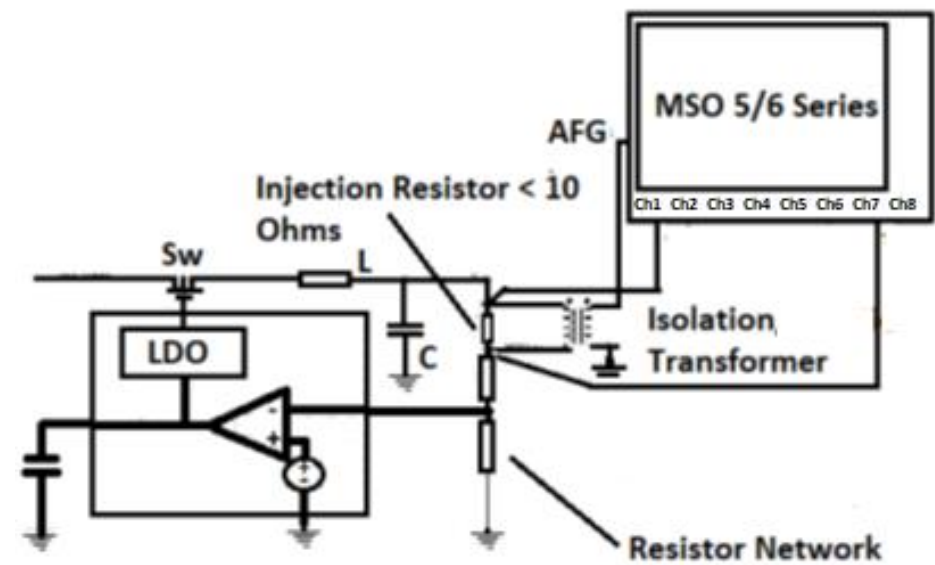 MSO 5/6 Series
AFG
Ch1 Ch2 Ch3 Ch4 Ch5 Ch6 Ch7 Ch8
Injection Resistor < 10
Ohms
Sw
L
Isolation
Transformer
LDO
C
-
+
+
-
Resistor Network